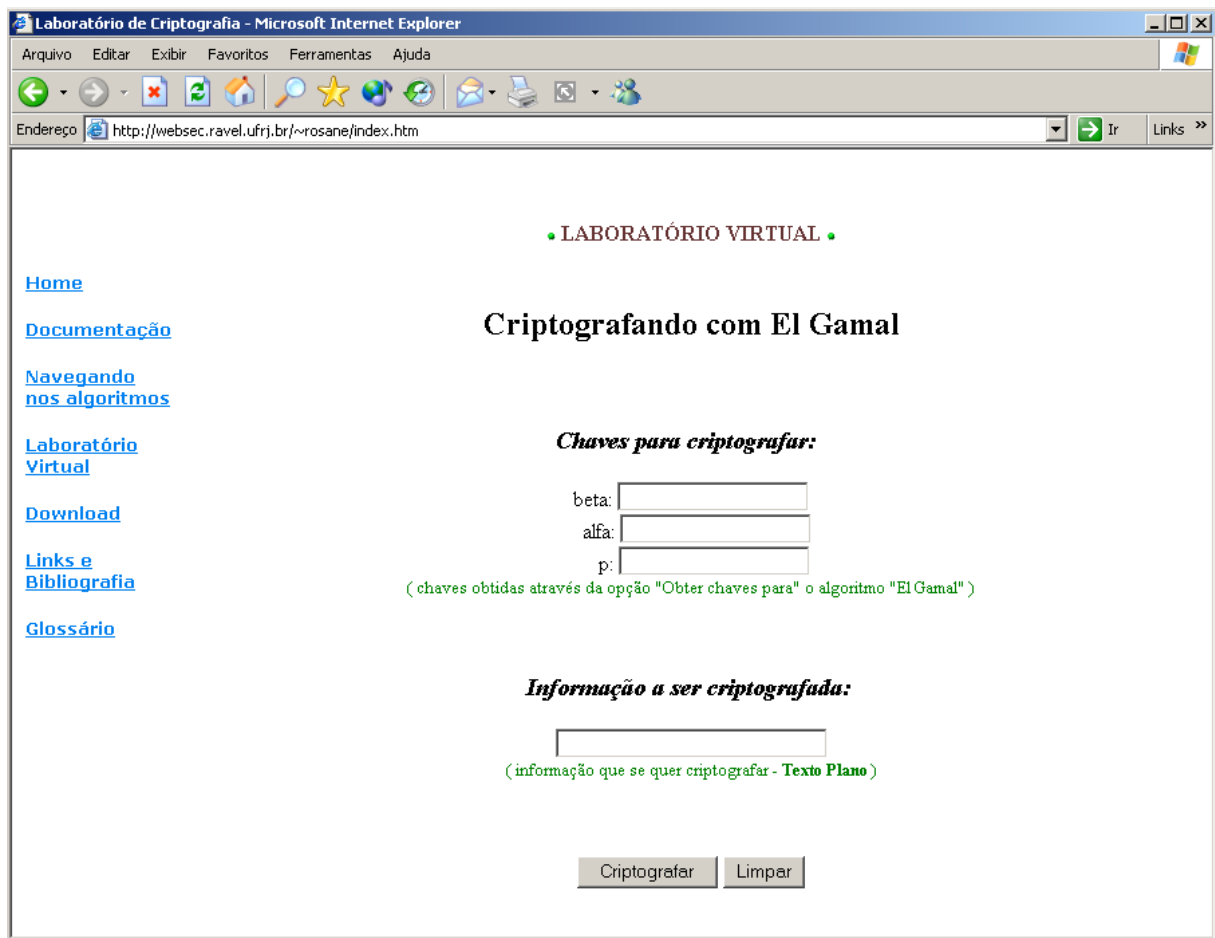 Laboratório de Criptografia - Microsoft Internet Explorer
Arquivo Editar Exibir Favoritos Ferramentas Ajuda
Endereço http://websec.ravel.ufrj.br/~rosane/index.htm Ir Links »
• LABORATÓRIO VIRTUAL •
Home
Documentação
Navegando
nos algoritmos
Laboratório
Virtual
Download
Links e
Bibliografia
Glossário
Criptografando com El Gamal
Chaves para criptografar:
beta:
alfa:
p:
( chaves obtidas através da opção "Obter chaves para" o algoritmo "El Gamal" )
Informação a ser criptografada:
( informação que se quer criptografar - Texto Plano )
Criptografar Limpar